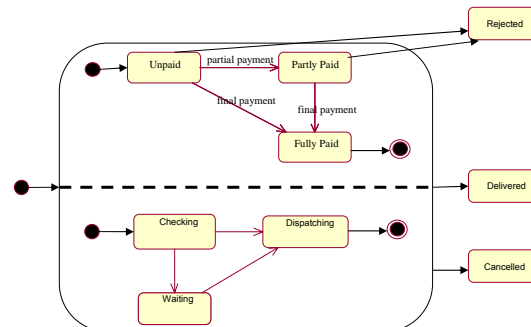 Rejected
Unpaid
partial payment
Partly Paid
final payment
final payment
Fully Paid
Delivered
Checking
Dispatching
Cancelled
Waiting